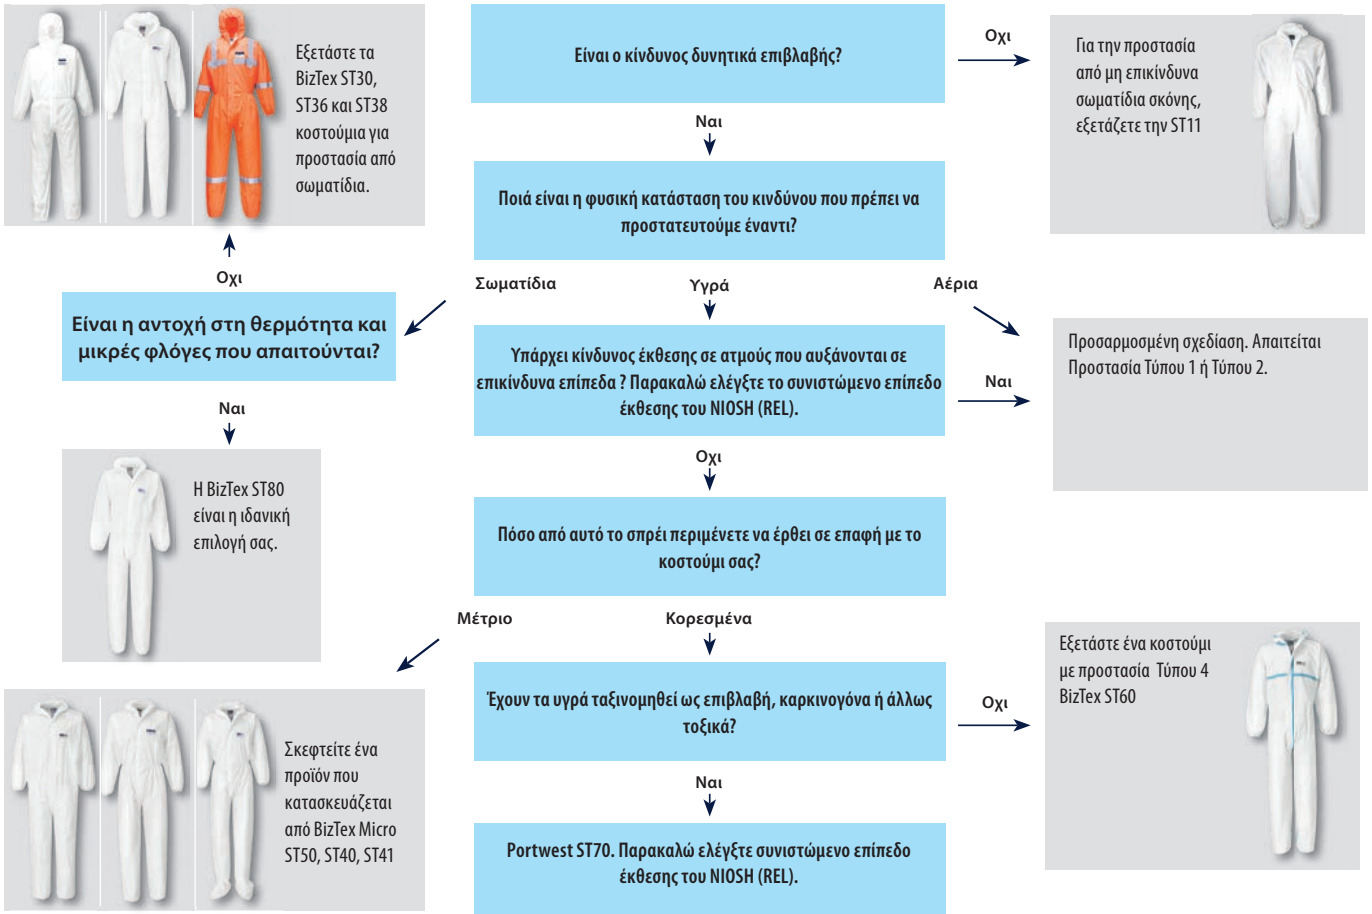 Είναι ο κίνδυνος δυνητικά επιβλαβής?
Οχι
Για την προστασία
από μη επικίνδυνα
σωματίδια σκόνης,
εξετάζετε την ST11
Ναι
Ποιά είναι η φυσική κατάσταση του κινδύνου που πρέπει να
προστατευτούμε έναντι?
Σωματίδια
Υγρά
Αέρια
Είναι η αντοχή στη θερμότητα και
μικρές φλόγες που απαιτούνται?
Οχι
Εξετάστε τα
BizTex ST30,
ST36 και ST38
κοστούμια για
προστασία από
σωματίδια.
Ναι
Η BizTex ST80
είναι η ιδανική
επιλογή σας.
Υπάρχει κίνδυνος έκθεσης σε ατμούς που αυξάνονται σε
επικίνδυνα επίπεδα ? Παρακαλώ ελέγξτε το συνιστώμενο επίπεδο
έκθεσης του NIOSH (REL).
Ναι
Προσαρμοσμένη σχεδίαση. Απαιτείται
Προστασία Τύπου 1 ή Τύπου 2.
Οχι
Πόσο από αυτό το σπρέι περιμένετε να έρθει σε επαφή με το
κοστούμι σας?
Μέτριο
Κορεσμένα
Σκεφτείτε ένα
προϊόν που
κατασκευάζεται
από BizTex Micro
ST50, ST40, ST41
Έχουν τα υγρά ταξινομηθεί ως επιβλαβή, καρκινογόνα ή άλλως
τοξικά?
Οχι
Εξετάστε ένα κοστούμι
με προστασία Τύπου 4
BizTex ST60
Ναι
Portwest ST70. Παρακαλώ ελέγξτε συνιστώμενο επίπεδο
έκθεσης του NIOSH (REL).